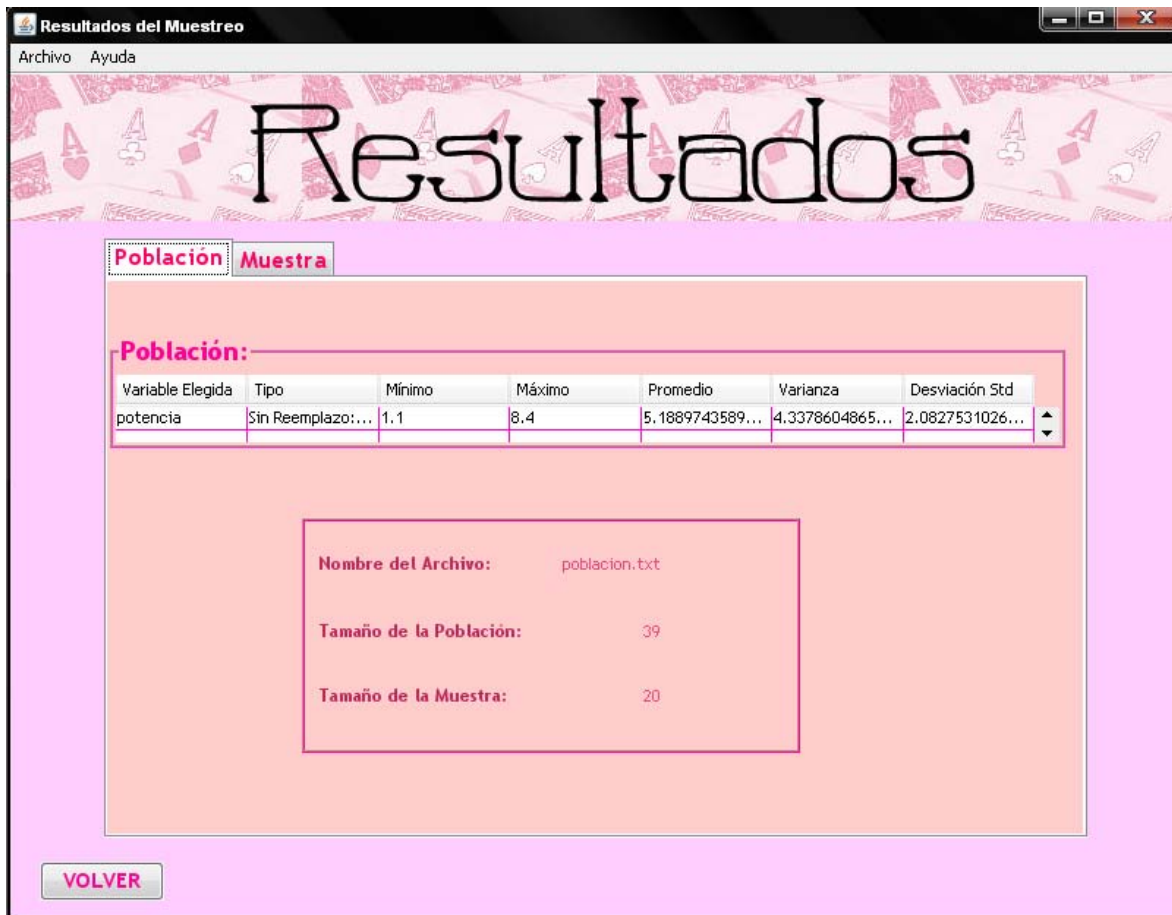 Resultados del Muestreo
Archivo Ayuda
Resultados
Población Muestra
Población:
Variable Elegida Tipo Mínimo Máximo Promedio Varianza Desviación Std
potencia Sin Reemplazo:... 1.1 8.4 5.1889743589... 4.3378604865... 2.0827531026...
Nombre del Archivo: poblacion.txt
Tamaño de la Población: 39
Tamaño de la Muestra: 20
VOLVER